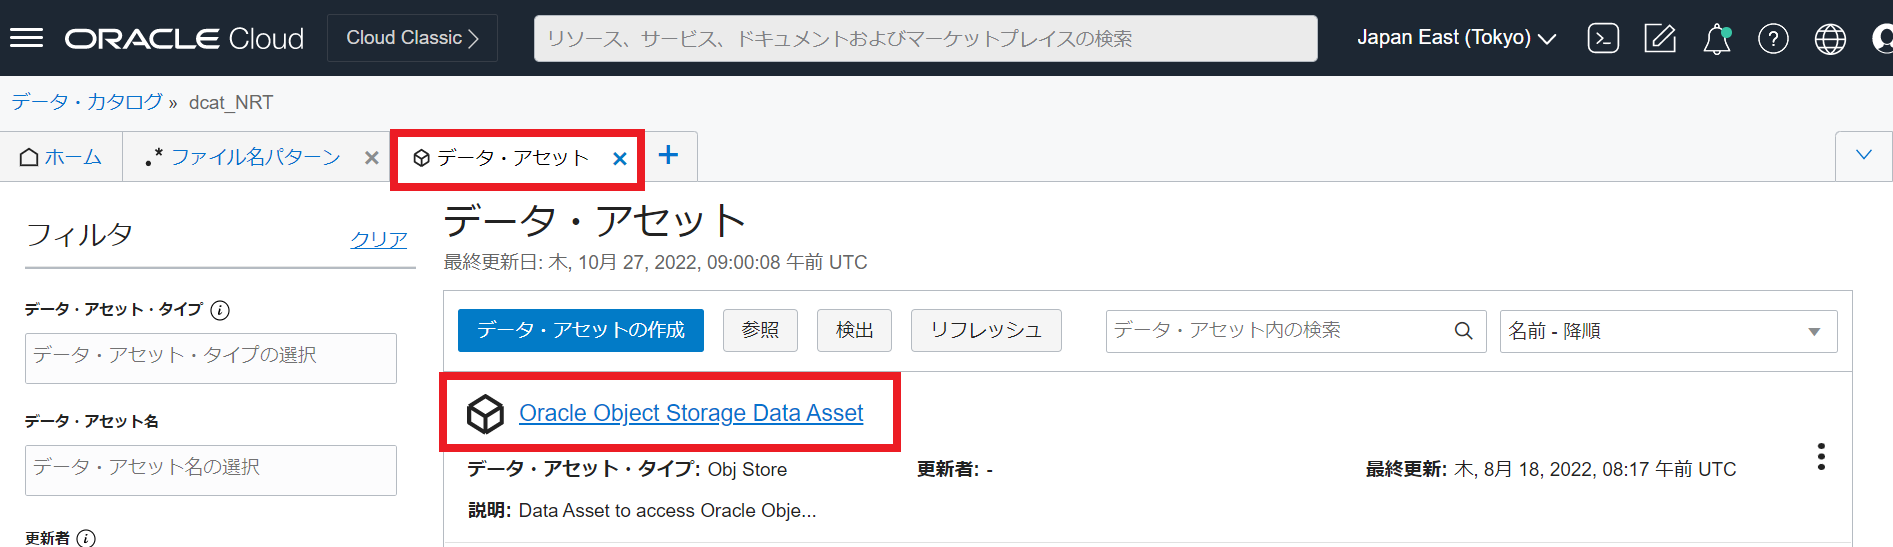 ORACLE Cloud
Cloud Classic
リソース、サービス、ドキュメントおよびマーケットプレイスの検索
Japan East (Tokyo)
データ・カタログ » dcat_NRT
ホーム
.* ファイル名パターン ×
データ・アセット ×
+
フィルタ
クリア
データ・アセット・タイプ
データ・アセット・タイプの選択
データ・アセット名
データ・アセット名の選択
更新者
データ・アセット
最終更新日: 木, 10月 27, 2022, 09:00:08 午前 UTC
データ・アセットの作成
参照
検出
リフレッシュ
データ・アセット内の検索
名前 - 降順
Oracle Object Storage Data Asset
データ・アセット・タイプ: Obj Store
更新者: -
最終更新: 木, 8月 18, 2022, 08:17 午前 UTC
説明: Data Asset to access Oracle Obje...